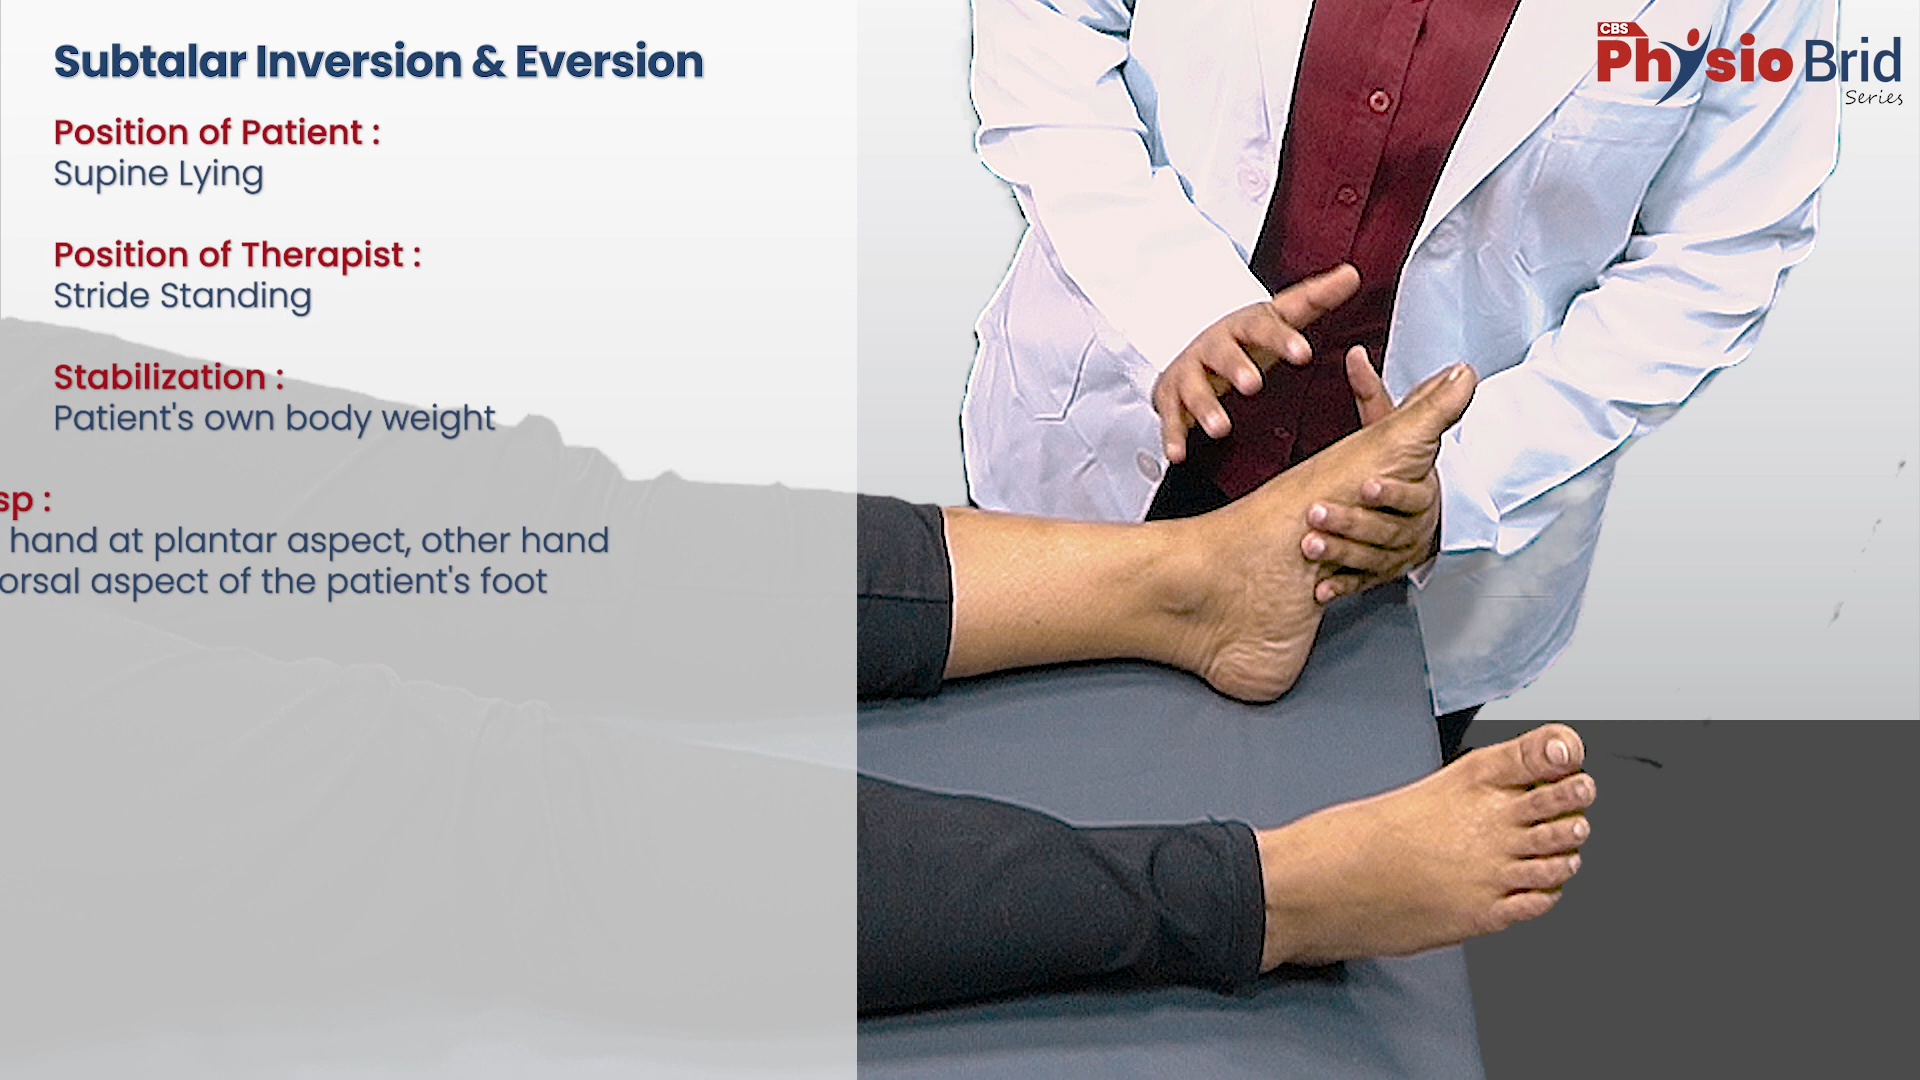 Subtalar Inversion & Eversion
Position of Patient :
Supine Lying
Position of Therapist :
Stride Standing
Stabilization :
Patient's own body weight
sp :
hand at plantar aspect, other hand
orsal aspect of the patient's foot
CBS
Physio Brid
Series